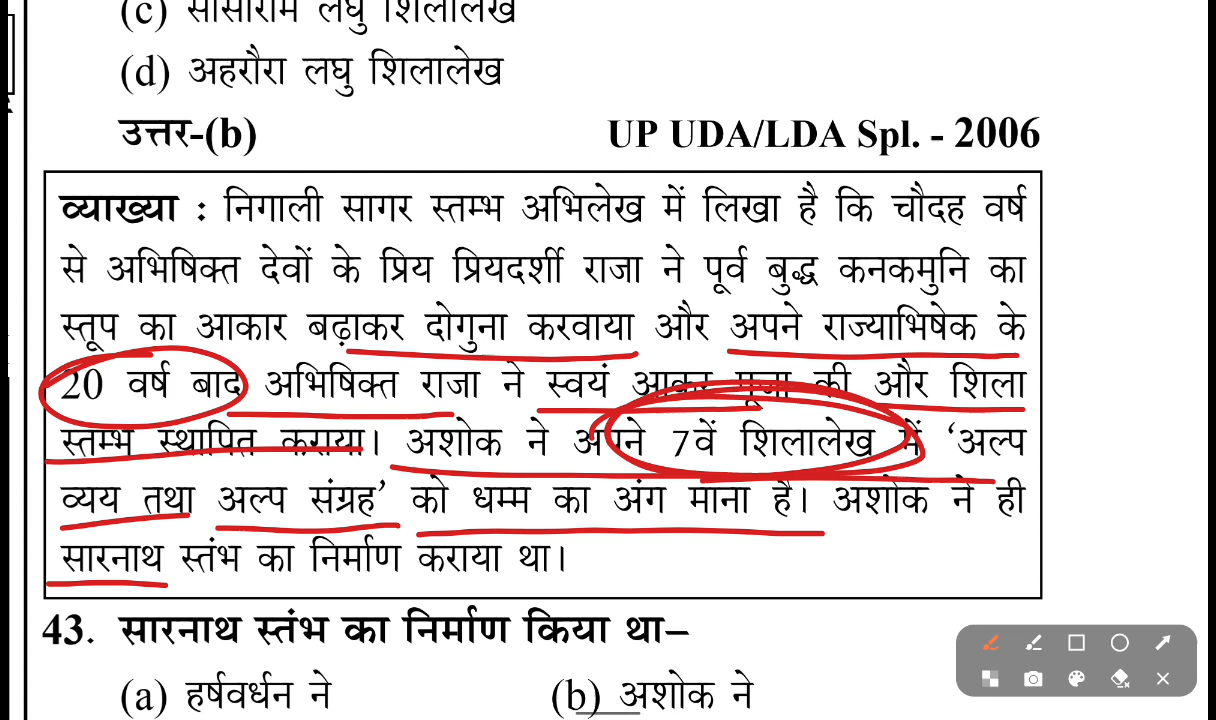 (c) सासाराम लघु शिलालेख
(d) अहरौरा लघु शिलालेख
उत्तर-(b) UP UDA/LDA Spl. - 2006
व्याख्या : निगाली सागर स्तम्भ अभिलेख में लिखा है कि चौदह वर्ष
से अभिषिक्त देवों के प्रिय प्रियदर्शी राजा ने पूर्व बुद्ध कनकमुनि का
स्तूप का आकार बढ़ाकर दोगुना करवाया और अपने राज्याभिषेक के
20 वर्ष बाद अभिषिक्त राजा ने स्वयं आकर पूजा की और शिला
स्तम्भ स्थापित कराया। अशोक ने अपने 7वें शिलालेख में ‘अल्प
व्यय तथा अल्प संग्रह’ को धम्म का अंग माना है। अशोक ने ही
सारनाथ स्तंभ का निर्माण कराया था।
43. सारनाथ स्तंभ का निर्माण किया था–
(a) हर्षवर्धन ने (b) अशोक ने